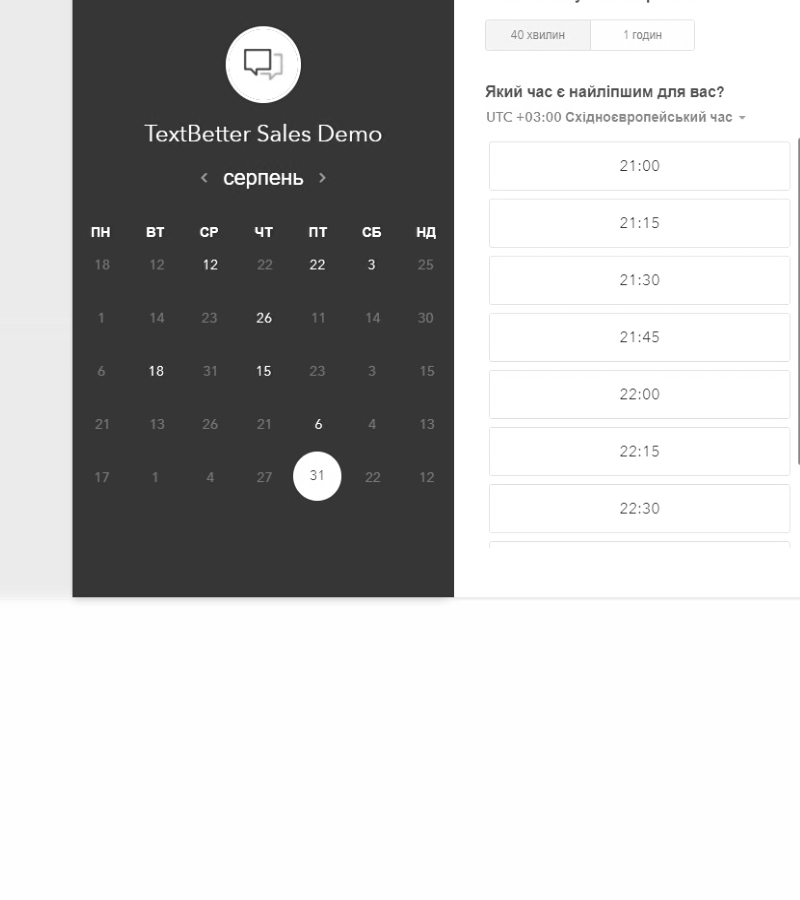 TextBetter Sales Demo
серпень
ПН ВТ СР ЧТ ПТ СБ НД
18 12 12 22 22 3 25
1 14 23 26 11 14 30
6 18 31 15 23 3 15
21 13 26 21 6 4 13
17 1 4 27 31 22 12
40 хвилин 1 годин
Який час є найліпшим для вас?
UTC +03:00 Східноєвропейський час
21:00
21:15
21:30
21:45
22:00
22:15
22:30